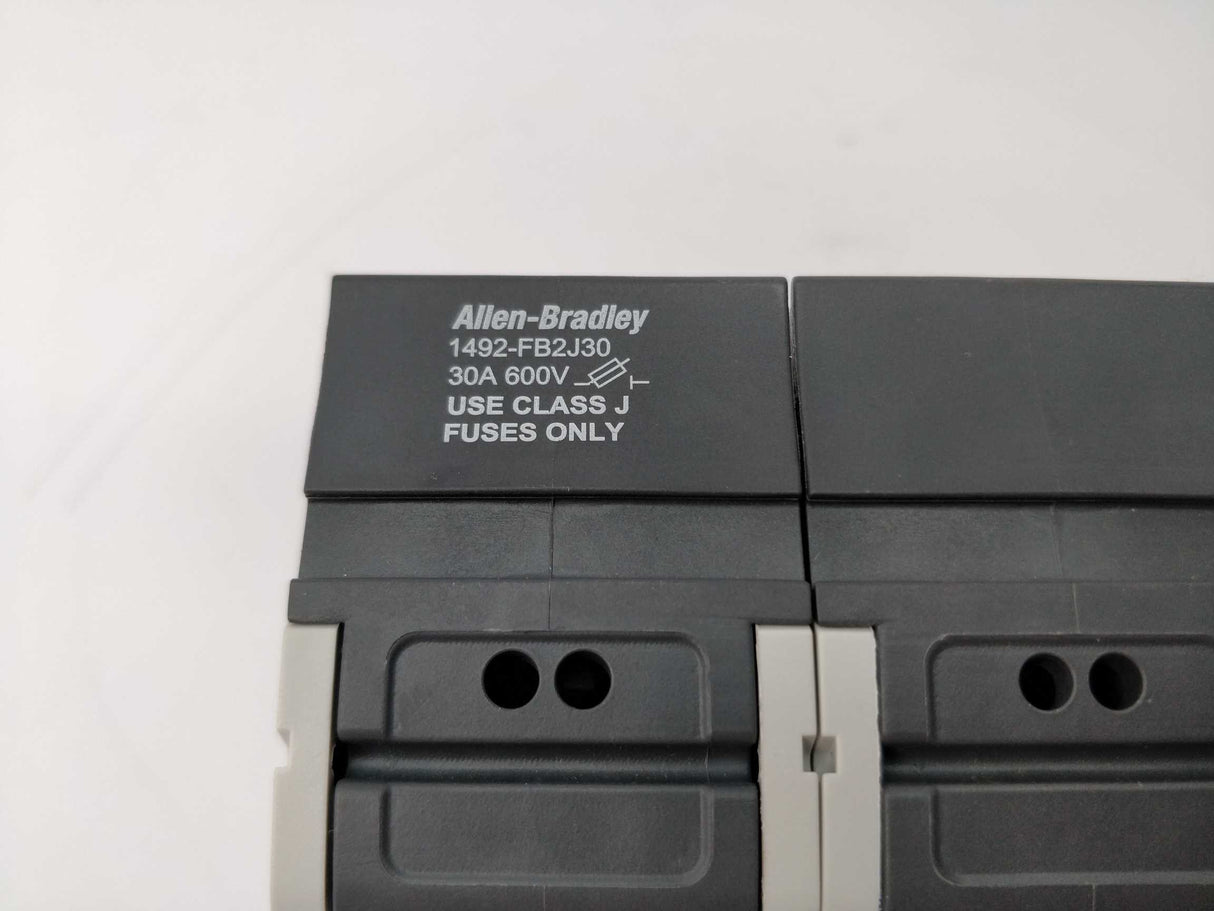 Allen-Bradley
1492-FB2J30
30A 600V
USE CLASS J
FUSES ONLY